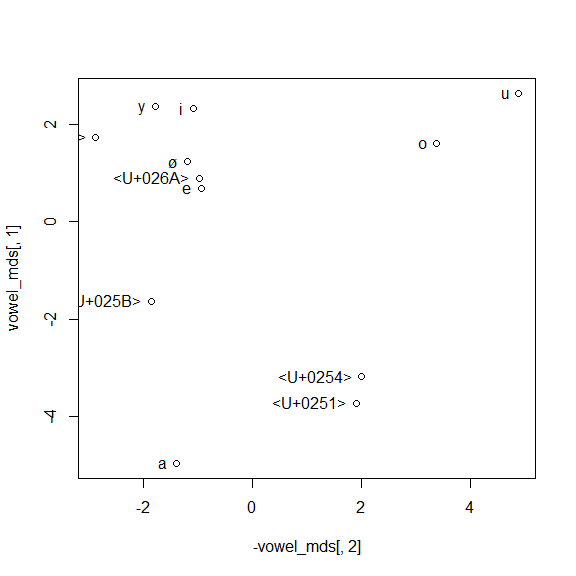 u
y
i
>
o
ø
<U+026A>
e
U+025B>
<U+0254>
<U+0251>
a
2
0
-2
-4
vowel_mds[, 1]
-2
0
2
4
-vowel_mds[, 2]